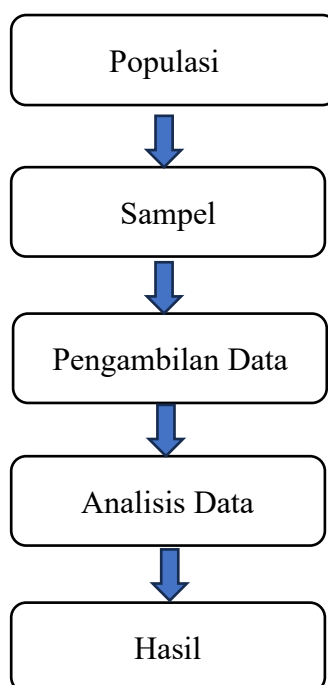 Populasi
Sampel
Pengambilan Data
Analisis Data
Hasil